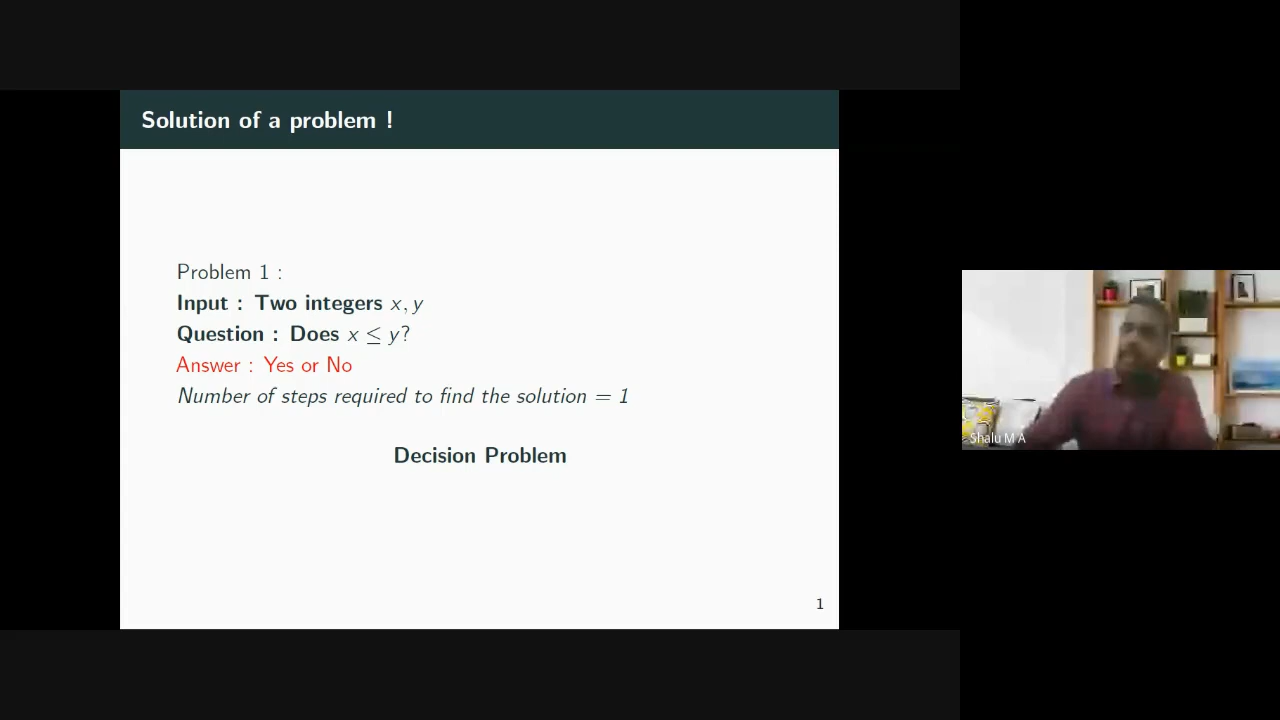 Solution of a problem !
Problem 1 :
Input : Two integers x, y
Question : Does x ≤ y?
Answer : Yes or No
Number of steps required to find the solution = 1
Decision Problem
1
Shalu M A